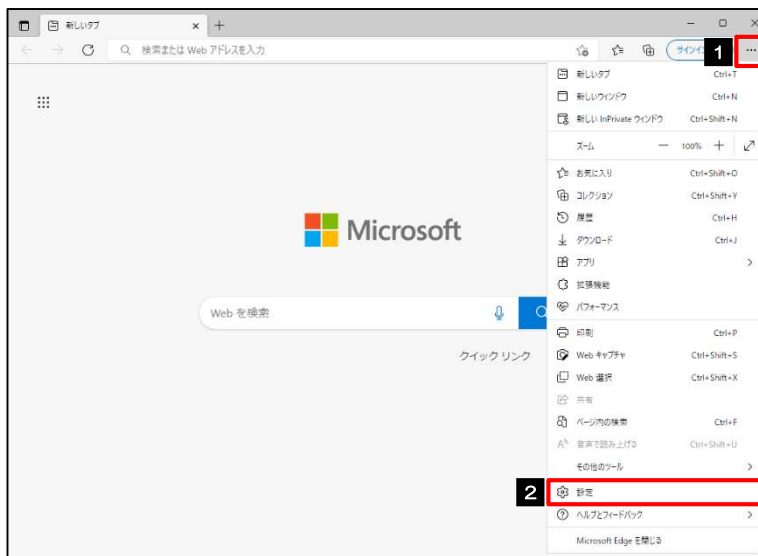 新しいタブ
検索または Web アドレスを入力
1
新しいタブ Ctrl+T
新しいウィンドウ Ctrl+N
新しい InPrivate ウィンドウ Ctrl+Shift+N
ズーム 100%
お気に入り Ctrl+Shift+O
コレクション Ctrl+Shift+Y
履歴 Ctrl+H
ダウンロード Ctrl+J
アプリ
拡張機能
パフォーマンス
Microsoft
Web を検索
クイック リンク
印刷 Ctrl+P
Web キャプチャ Ctrl+Shift+S
Web 選択 Ctrl+Shift+X
共有
ページ内の検索 Ctrl+F
音声で読み上げる Ctrl+Shift+U
その他のツール
2 設定
ヘルプとフィードバック
Microsoft Edge を閉じる